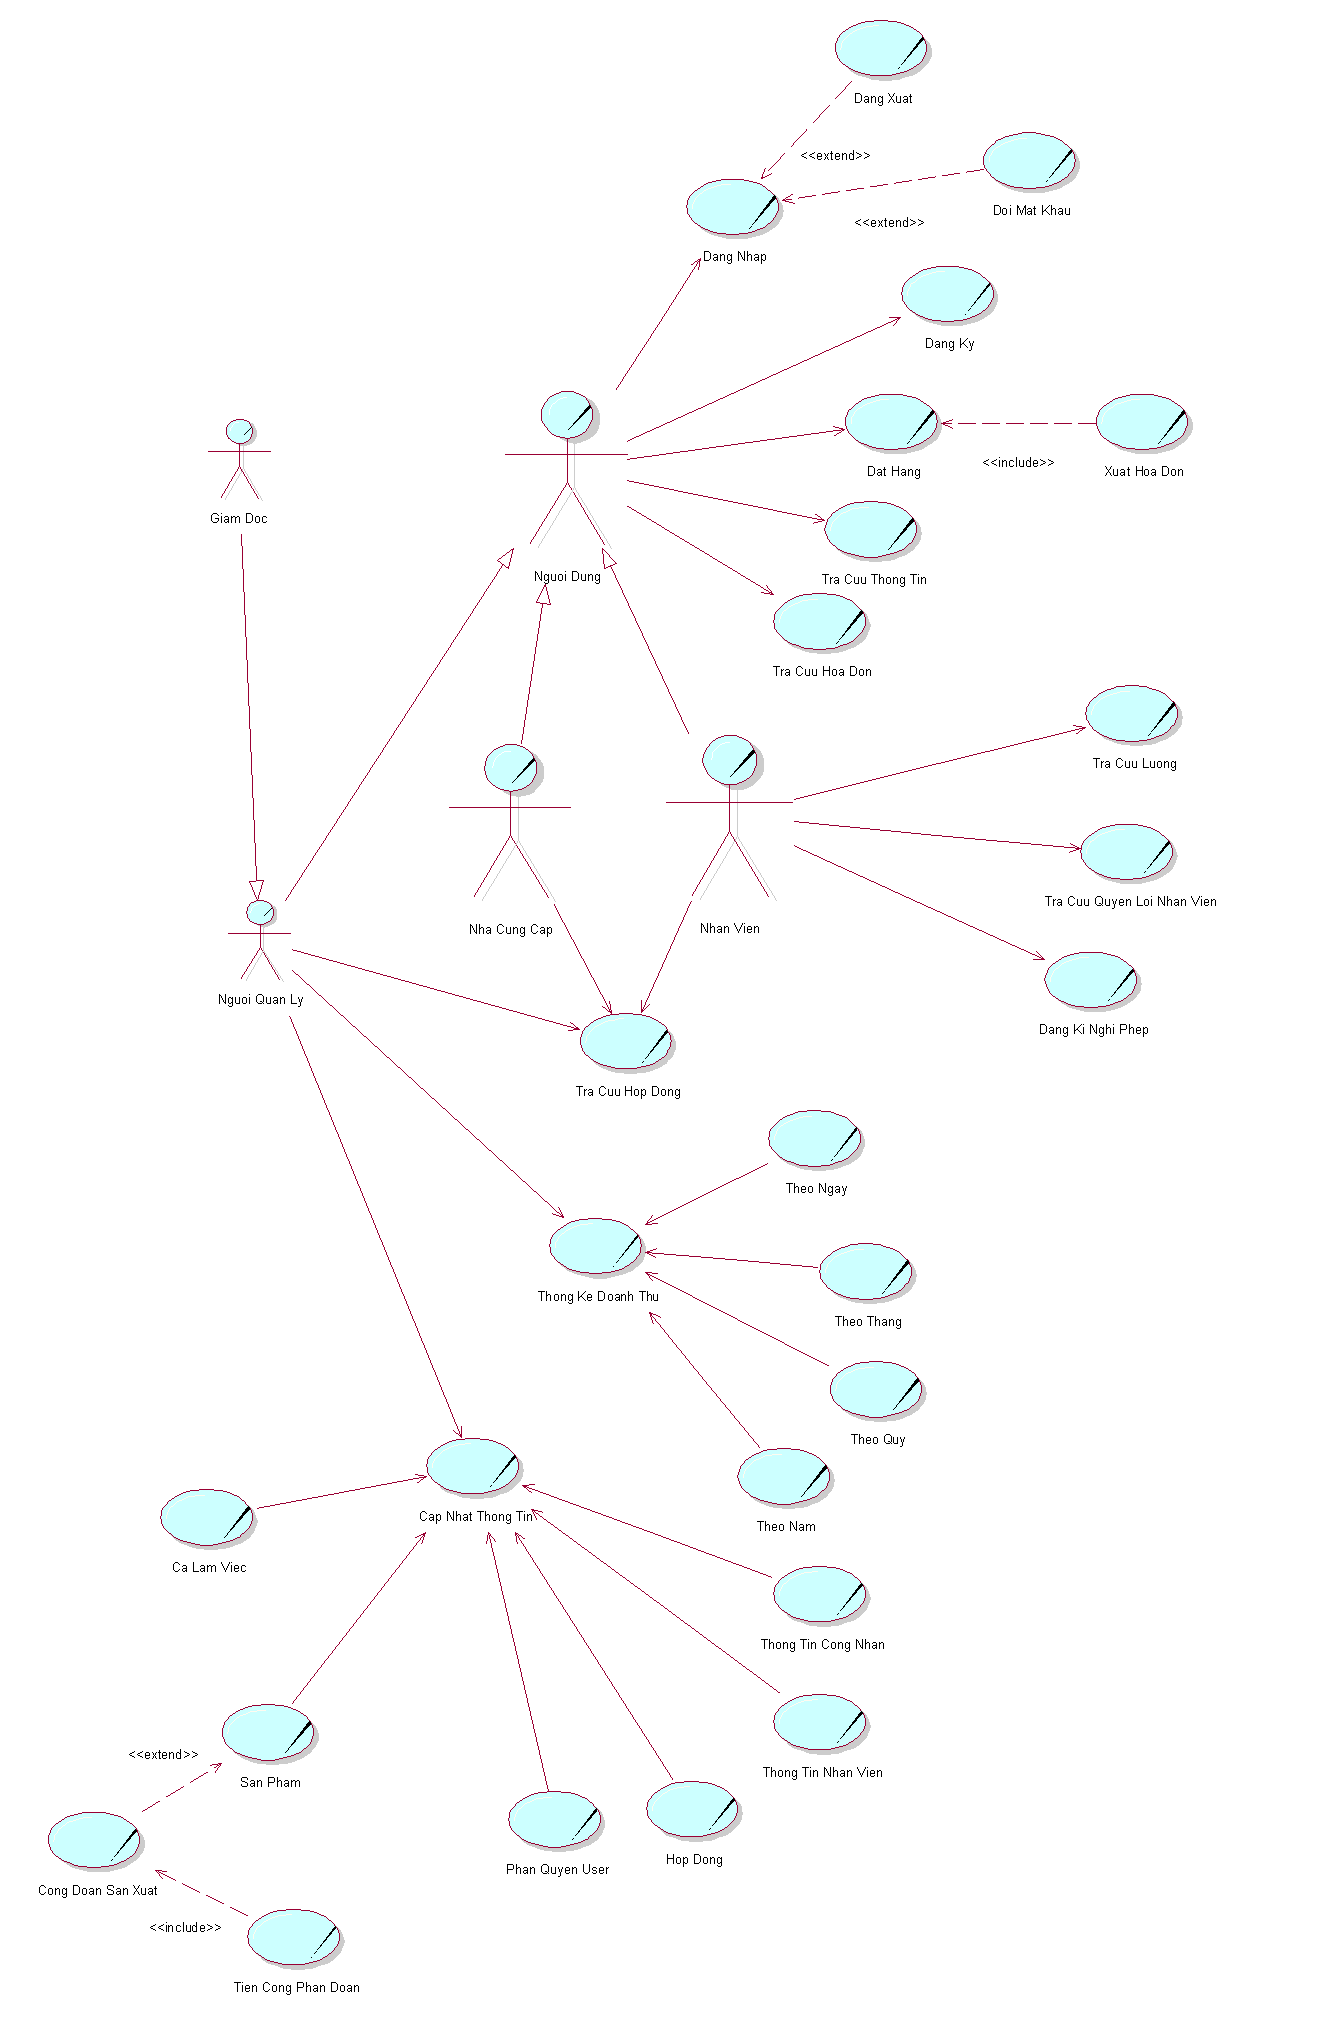 Dang Xuat
<<extend>>
Doi Mat Khau
<<extend>>
Dang Nhap
Dang Ky
Dat Hang
<<include>>
Xuat Hoa Don
Giam Doc
Nguoi Dung
Tra Cuu Thong Tin
Tra Cuu Hoa Don
Tra Cuu Luong
Tra Cuu Quyen Loi Nhan Vien
Nha Cung Cap
Nhan Vien
Nguoi Quan Ly
Dang Ki Nghi Phep
Tra Cuu Hop Dong
Theo Ngay
Thong Ke Doanh Thu
Theo Thang
Theo Quy
Theo Nam
Cap Nhat Thong Tin
Ca Lam Viec
Thong Tin Cong Nhan
<<extend>>
San Pham
Thong Tin Nhan Vien
Phan Quyen User
Hop Dong
Cong Doan San Xuat
<<include>>
Tien Cong Phan Doan